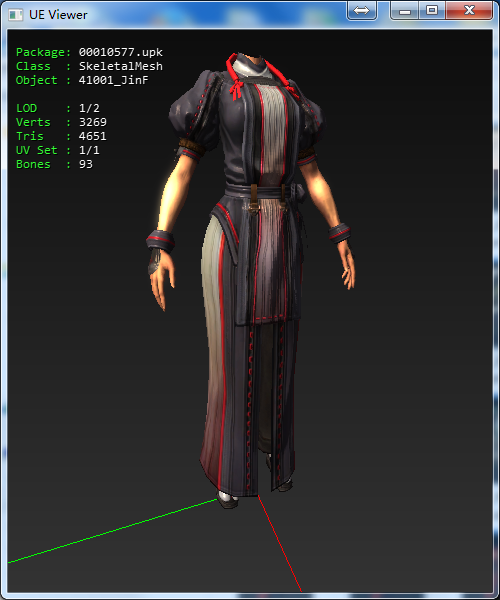 UE Viewer
Package: 00010577.upk
Class : SkeletalMesh
Object : 41001_JinF
LOD : 1/2
Verts : 3269
Tris : 4651
UV Set : 1/1
Bones : 93